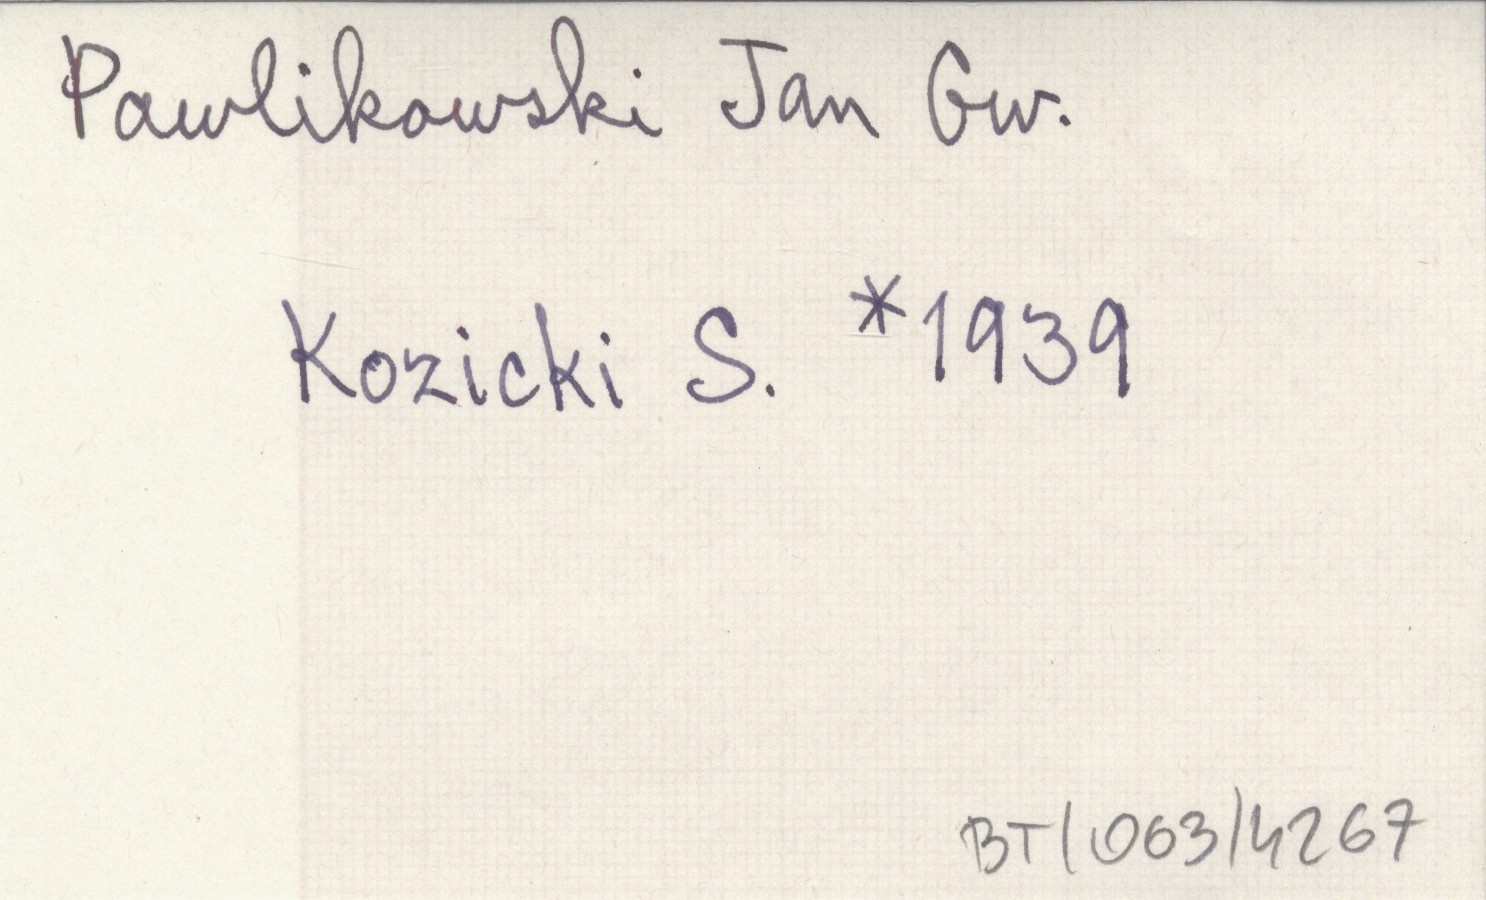 Pawlikowski Jan Gw.
Kozicki S. *1939
BT/063/4267